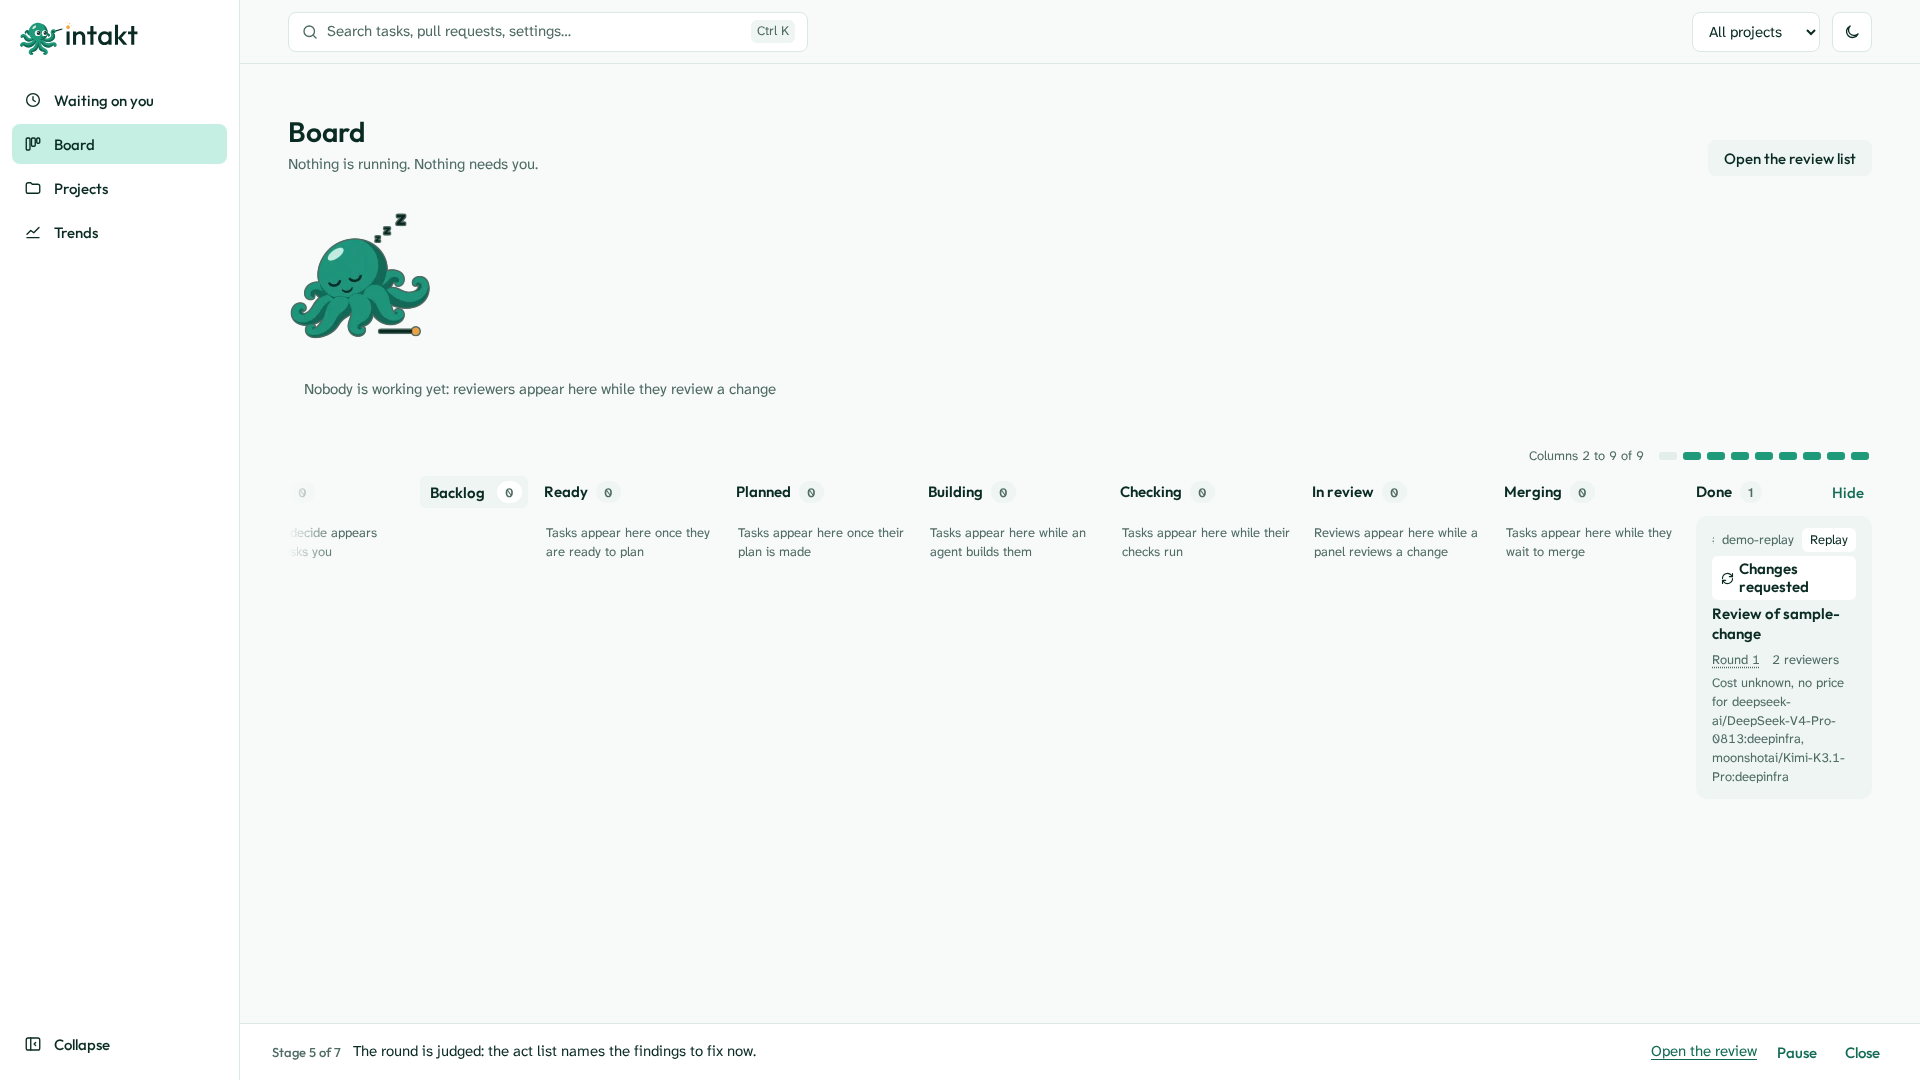 intakt
Search tasks, pull requests, settings...
Ctrl K
All projects
Waiting on you
Board
Projects
Trends
Board
Nothing is running. Nothing needs you.
Open the review list
z z z
Nobody is working yet: reviewers appear here while they review a change
Columns 2 to 9 of 9
0
decide appears
sks you
Backlog 0
Ready 0
Tasks appear here once they
are ready to plan
Planned 0
Tasks appear here once their
plan is made
Building 0
Tasks appear here while an
agent builds them
Checking 0
Tasks appear here while their
checks run
In review 0
Reviews appear here while a
panel reviews a change
Merging 0
Tasks appear here while they
wait to merge
Done 1 Hide
demo-replay Replay
Changes
requested
Review of sample-
change
Round 1 2 reviewers
Cost unknown, no price
for deepseek-
ai/DeepSeek-V4-Pro-
0813:deepinfra,
moonshotai/Kimi-K3.1-
Pro:deepinfra
Collapse
Stage 5 of 7 The round is judged: the act list names the findings to fix now.
Open the review Pause Close